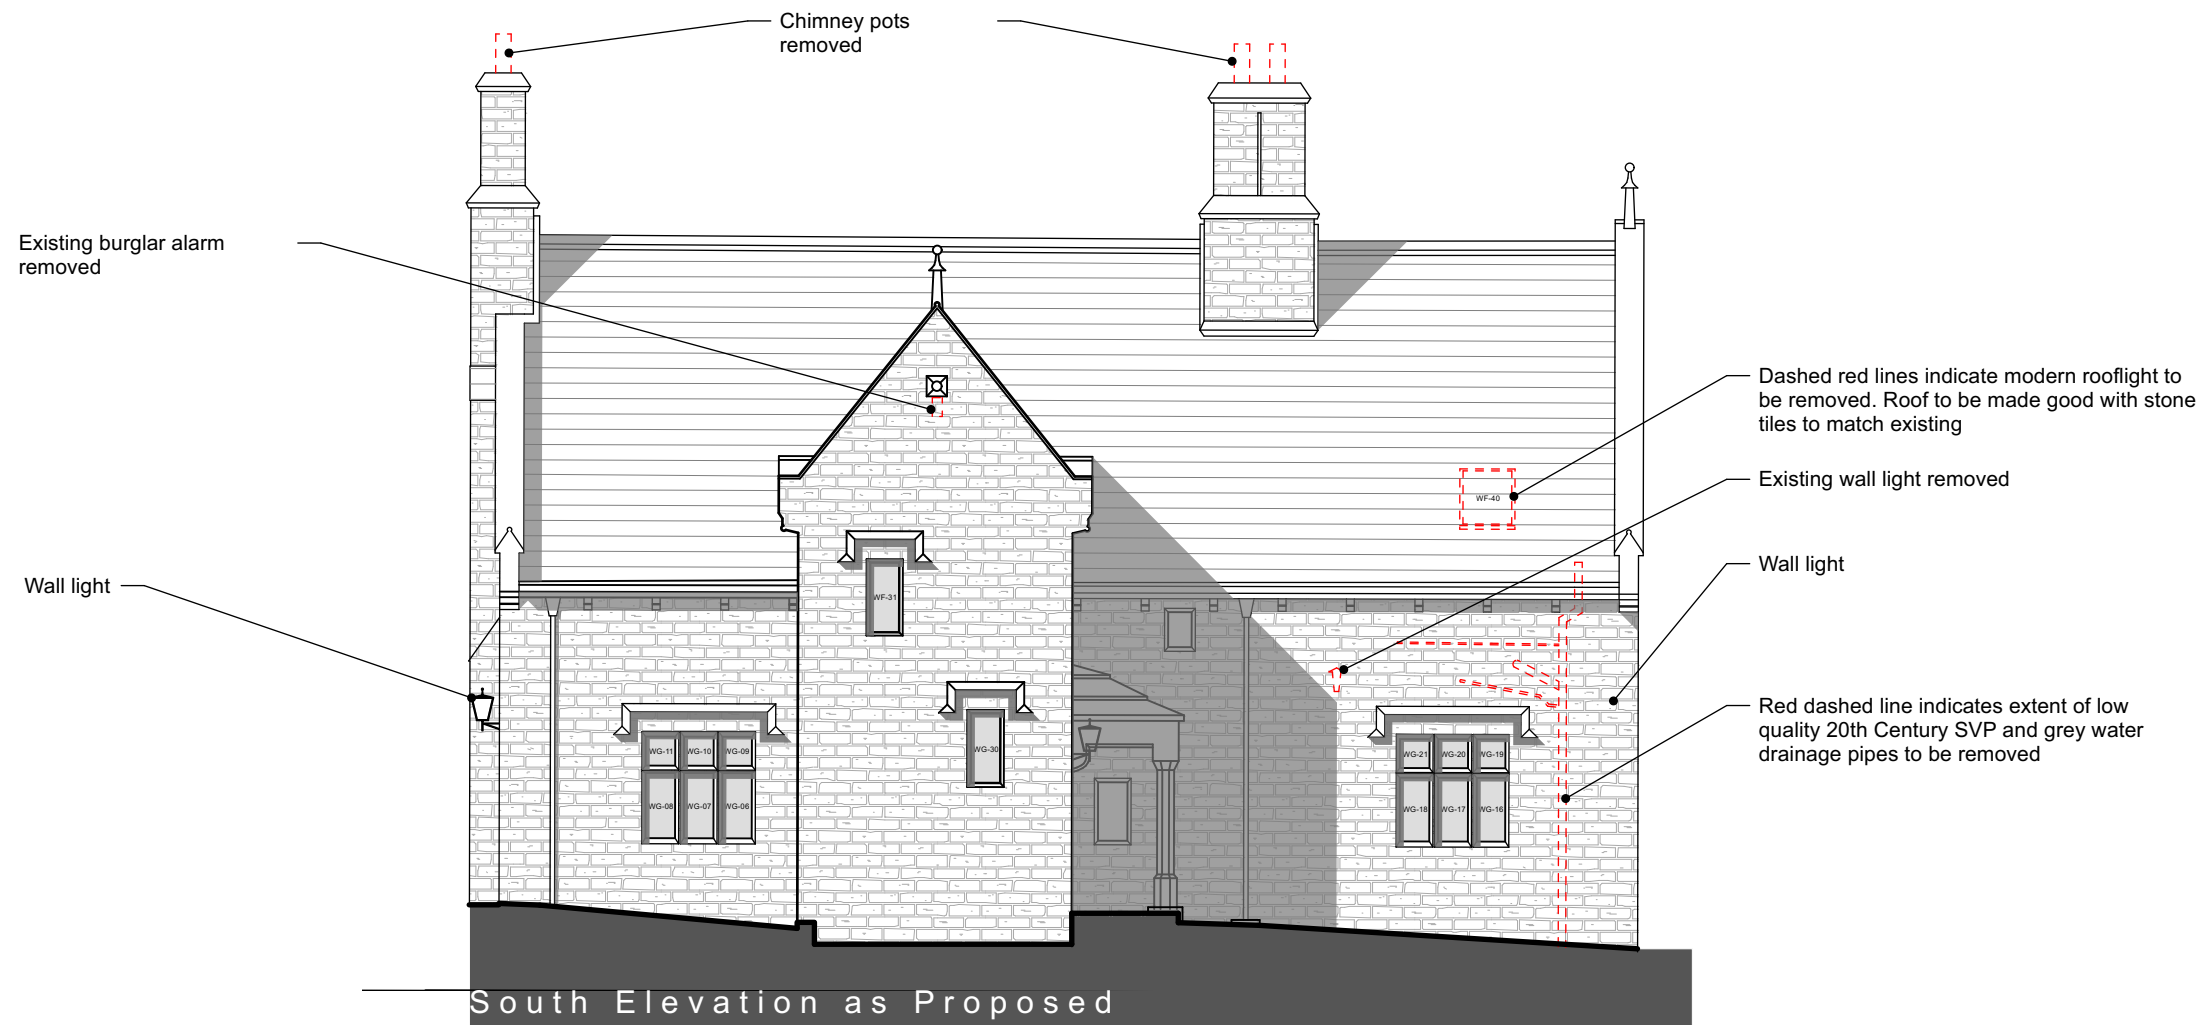 Chimney pots
removed
Existing burglar alarm
removed
Dashed red lines indicate modern rooflight to
be removed. Roof to be made good with stone
tiles to match existing
WF-40
Existing wall light removed
Wall light
Wall light
WF-31
Red dashed line indicates extent of low
quality 20th Century SVP and grey water
drainage pipes to be removed
WG-11 WG-10 WG-09
WG-30
WG-21 WG-20 WG-19
WG-08 WG-07 WG-06
WG-18 WG-17 WG-16
South Elevation as Proposed